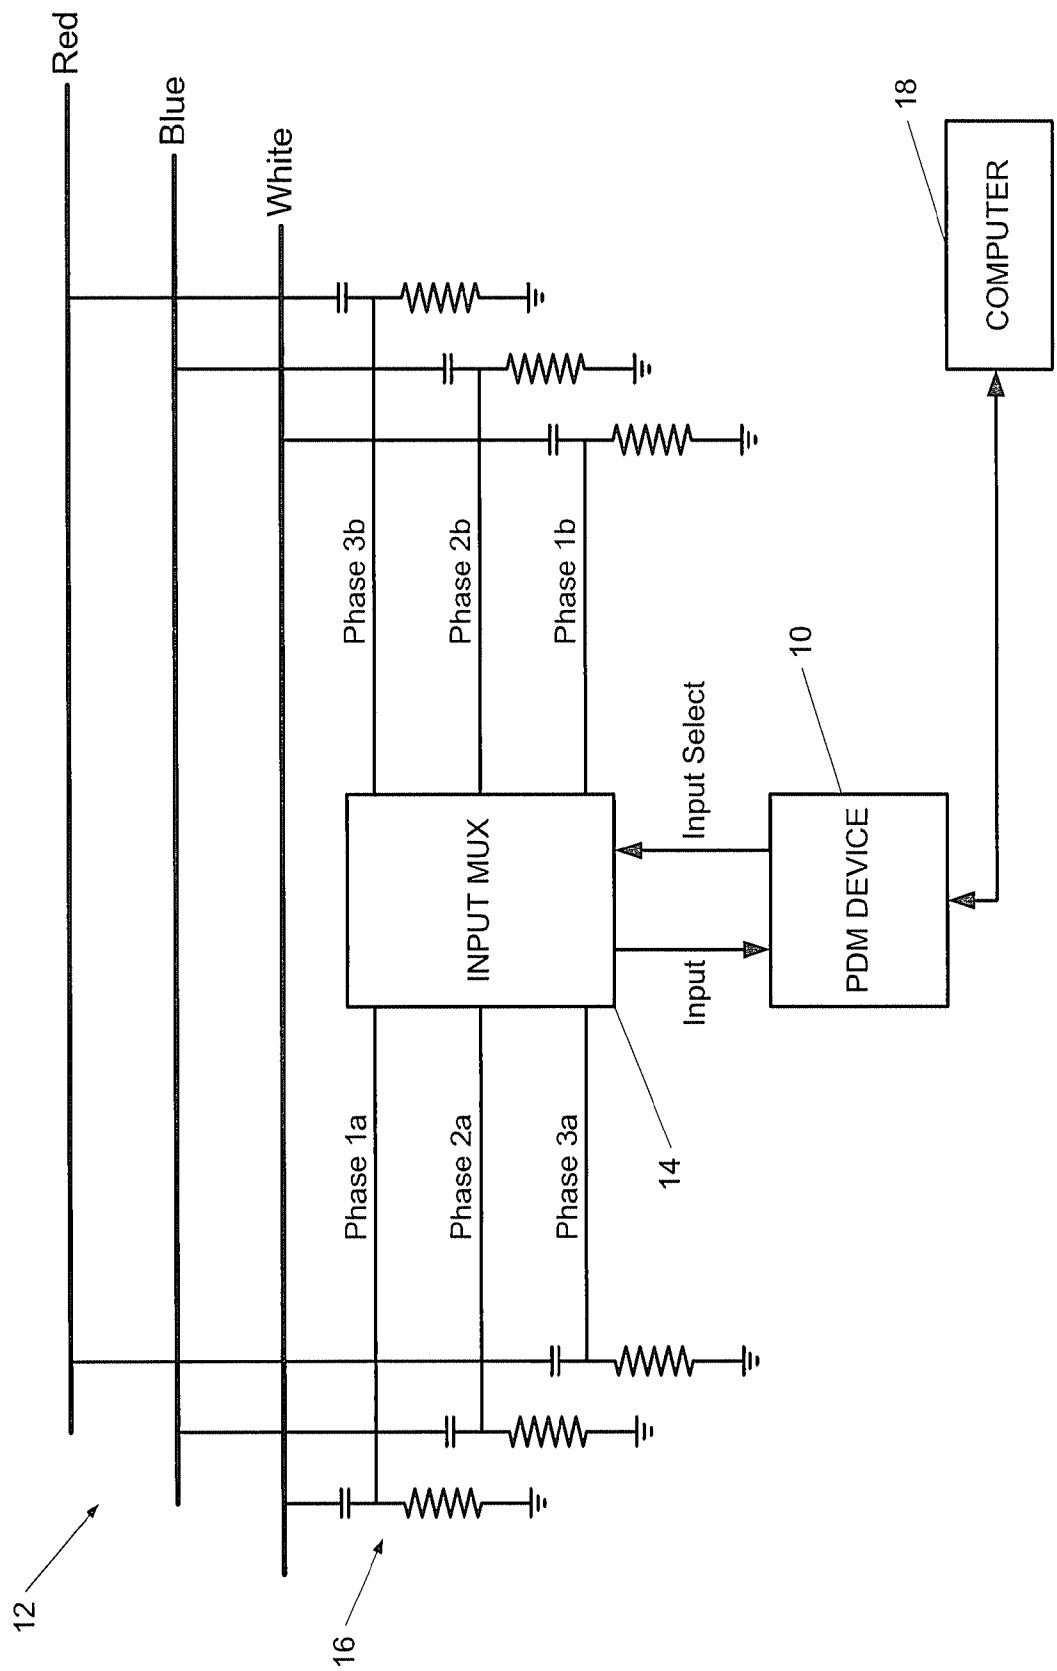 Red
Blue
White
12
16
Phase 1a
Phase 2a
Phase 3a
Phase 3b
Phase 2b
Phase 1b
INPUT MUX
14
Input
Input Select
PDM DEVICE
10
COMPUTER
18